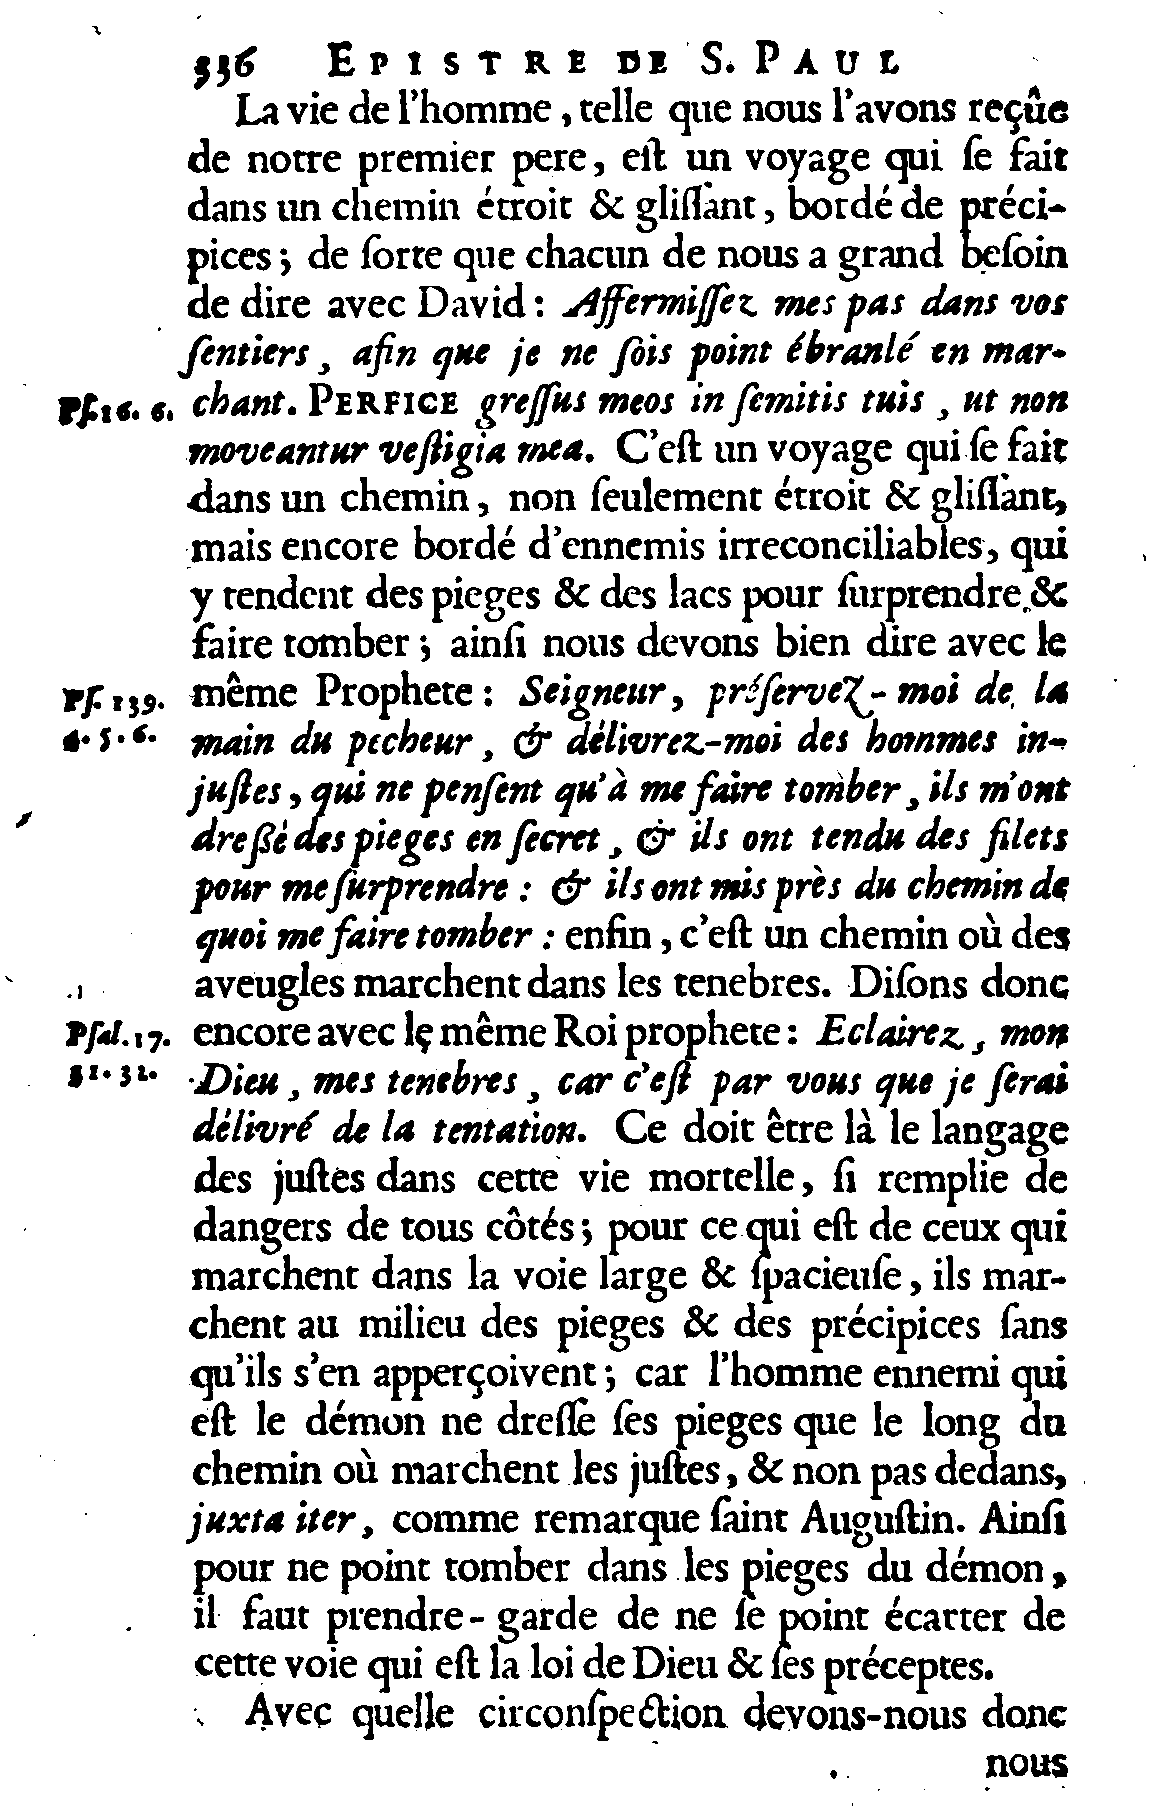 336 EPISTRE DE S. PAUL
La vie de l'homme, telle que nous l'avons reçûe
de notre premier pere, eſt un voyage qui ſe fait
dans un chemin étroit & gliſſant, bordé de préci-
pices; de ſorte que chacun de nous a grand beſoin
de dire avec David: Affermiſſez mes pas dans vos
ſentiers, afin que je ne ſois point ébranlé en mar-
Pſ. 16. 6. chant. PERFICE greſſus meos in ſemitis tuis, ut non
moveantur veſtigia mea. C'eſt un voyage qui ſe fait
dans un chemin, non ſeulement étroit & gliſſant,
mais encore bordé d'ennemis irreconciliables, qui
y tendent des pieges & des lacs pour ſurprendre &
faire tomber; ainſi nous devons bien dire avec le
Pſ. 139. même Prophete: Seigneur, préſervez-moi de la
4. 5. 6. main du pecheur, & délivrez-moi des hommes in-
juſtes, qui ne penſent qu'à me faire tomber, ils m'ont
dreſſé des pieges en ſecret, & ils ont tendu des filets
pour me ſurprendre: & ils ont mis près du chemin de
quoi me faire tomber: enfin, c'eſt un chemin où des
aveugles marchent dans les tenebres. Diſons donc
Pſal. 17. encore avec le même Roi prophete: Eclairez, mon
31. 32. Dieu, mes tenebres, car c'eſt par vous que je ſerai
délivré de la tentation. Ce doit être là le langage
des juſtes dans cette vie mortelle, ſi remplie de
dangers de tous côtés; pour ce qui eſt de ceux qui
marchent dans la voie large & ſpacieuſe, ils mar-
chent au milieu des pieges & des précipices ſans
qu'ils s'en apperçoivent; car l'homme ennemi qui
eſt le démon ne dreſſe ſes pieges que le long du
chemin où marchent les juſtes, & non pas dedans,
juxta iter, comme remarque ſaint Auguſtin. Ainſi
pour ne point tomber dans les pieges du démon,
il faut prendre-garde de ne ſe point écarter de
cette voie qui eſt la loi de Dieu & ſes préceptes.
Avec quelle circonſpection devons-nous donc
nous